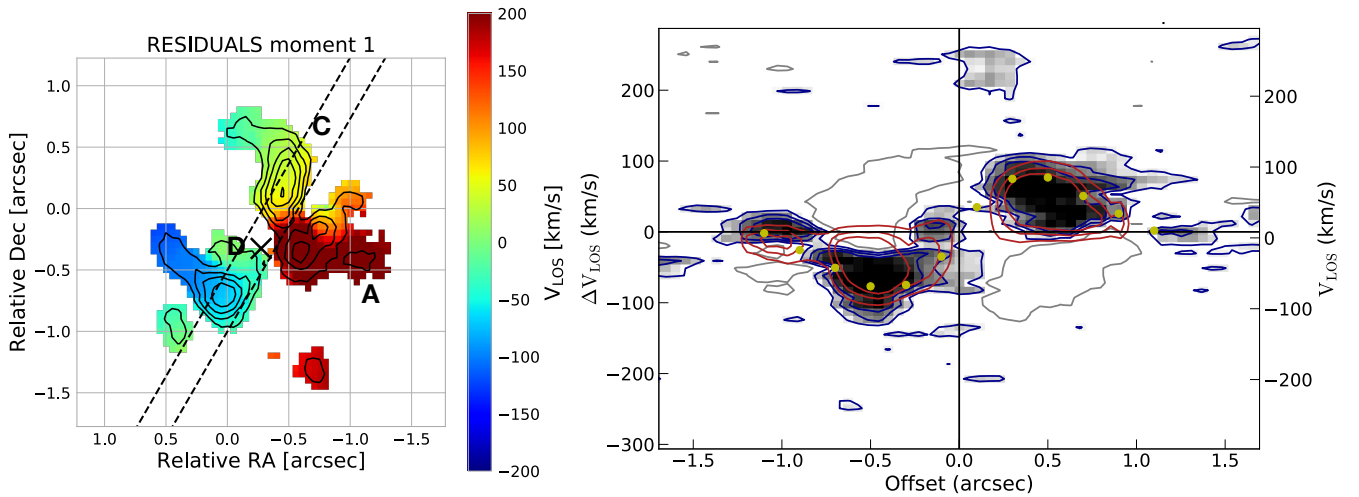 RESIDUALS moment 1
Relative Dec [arcsec]
1.0
0.5
0.0
−0.5
−1.0
−1.5
C
D
A
1.0 0.5 0.0 −0.5 −1.0 −1.5
Relative RA [arcsec]
200
150
100
50
0
−50
−100
−150
−200
V_LOS [km/s]
ΔV_LOS (km/s)
200
100
0
−100
−200
−300
−1.5 −1.0 −0.5 0.0 0.5 1.0 1.5
Offset (arcsec)
200
100
0
−100
−200
V_LOS (km/s)